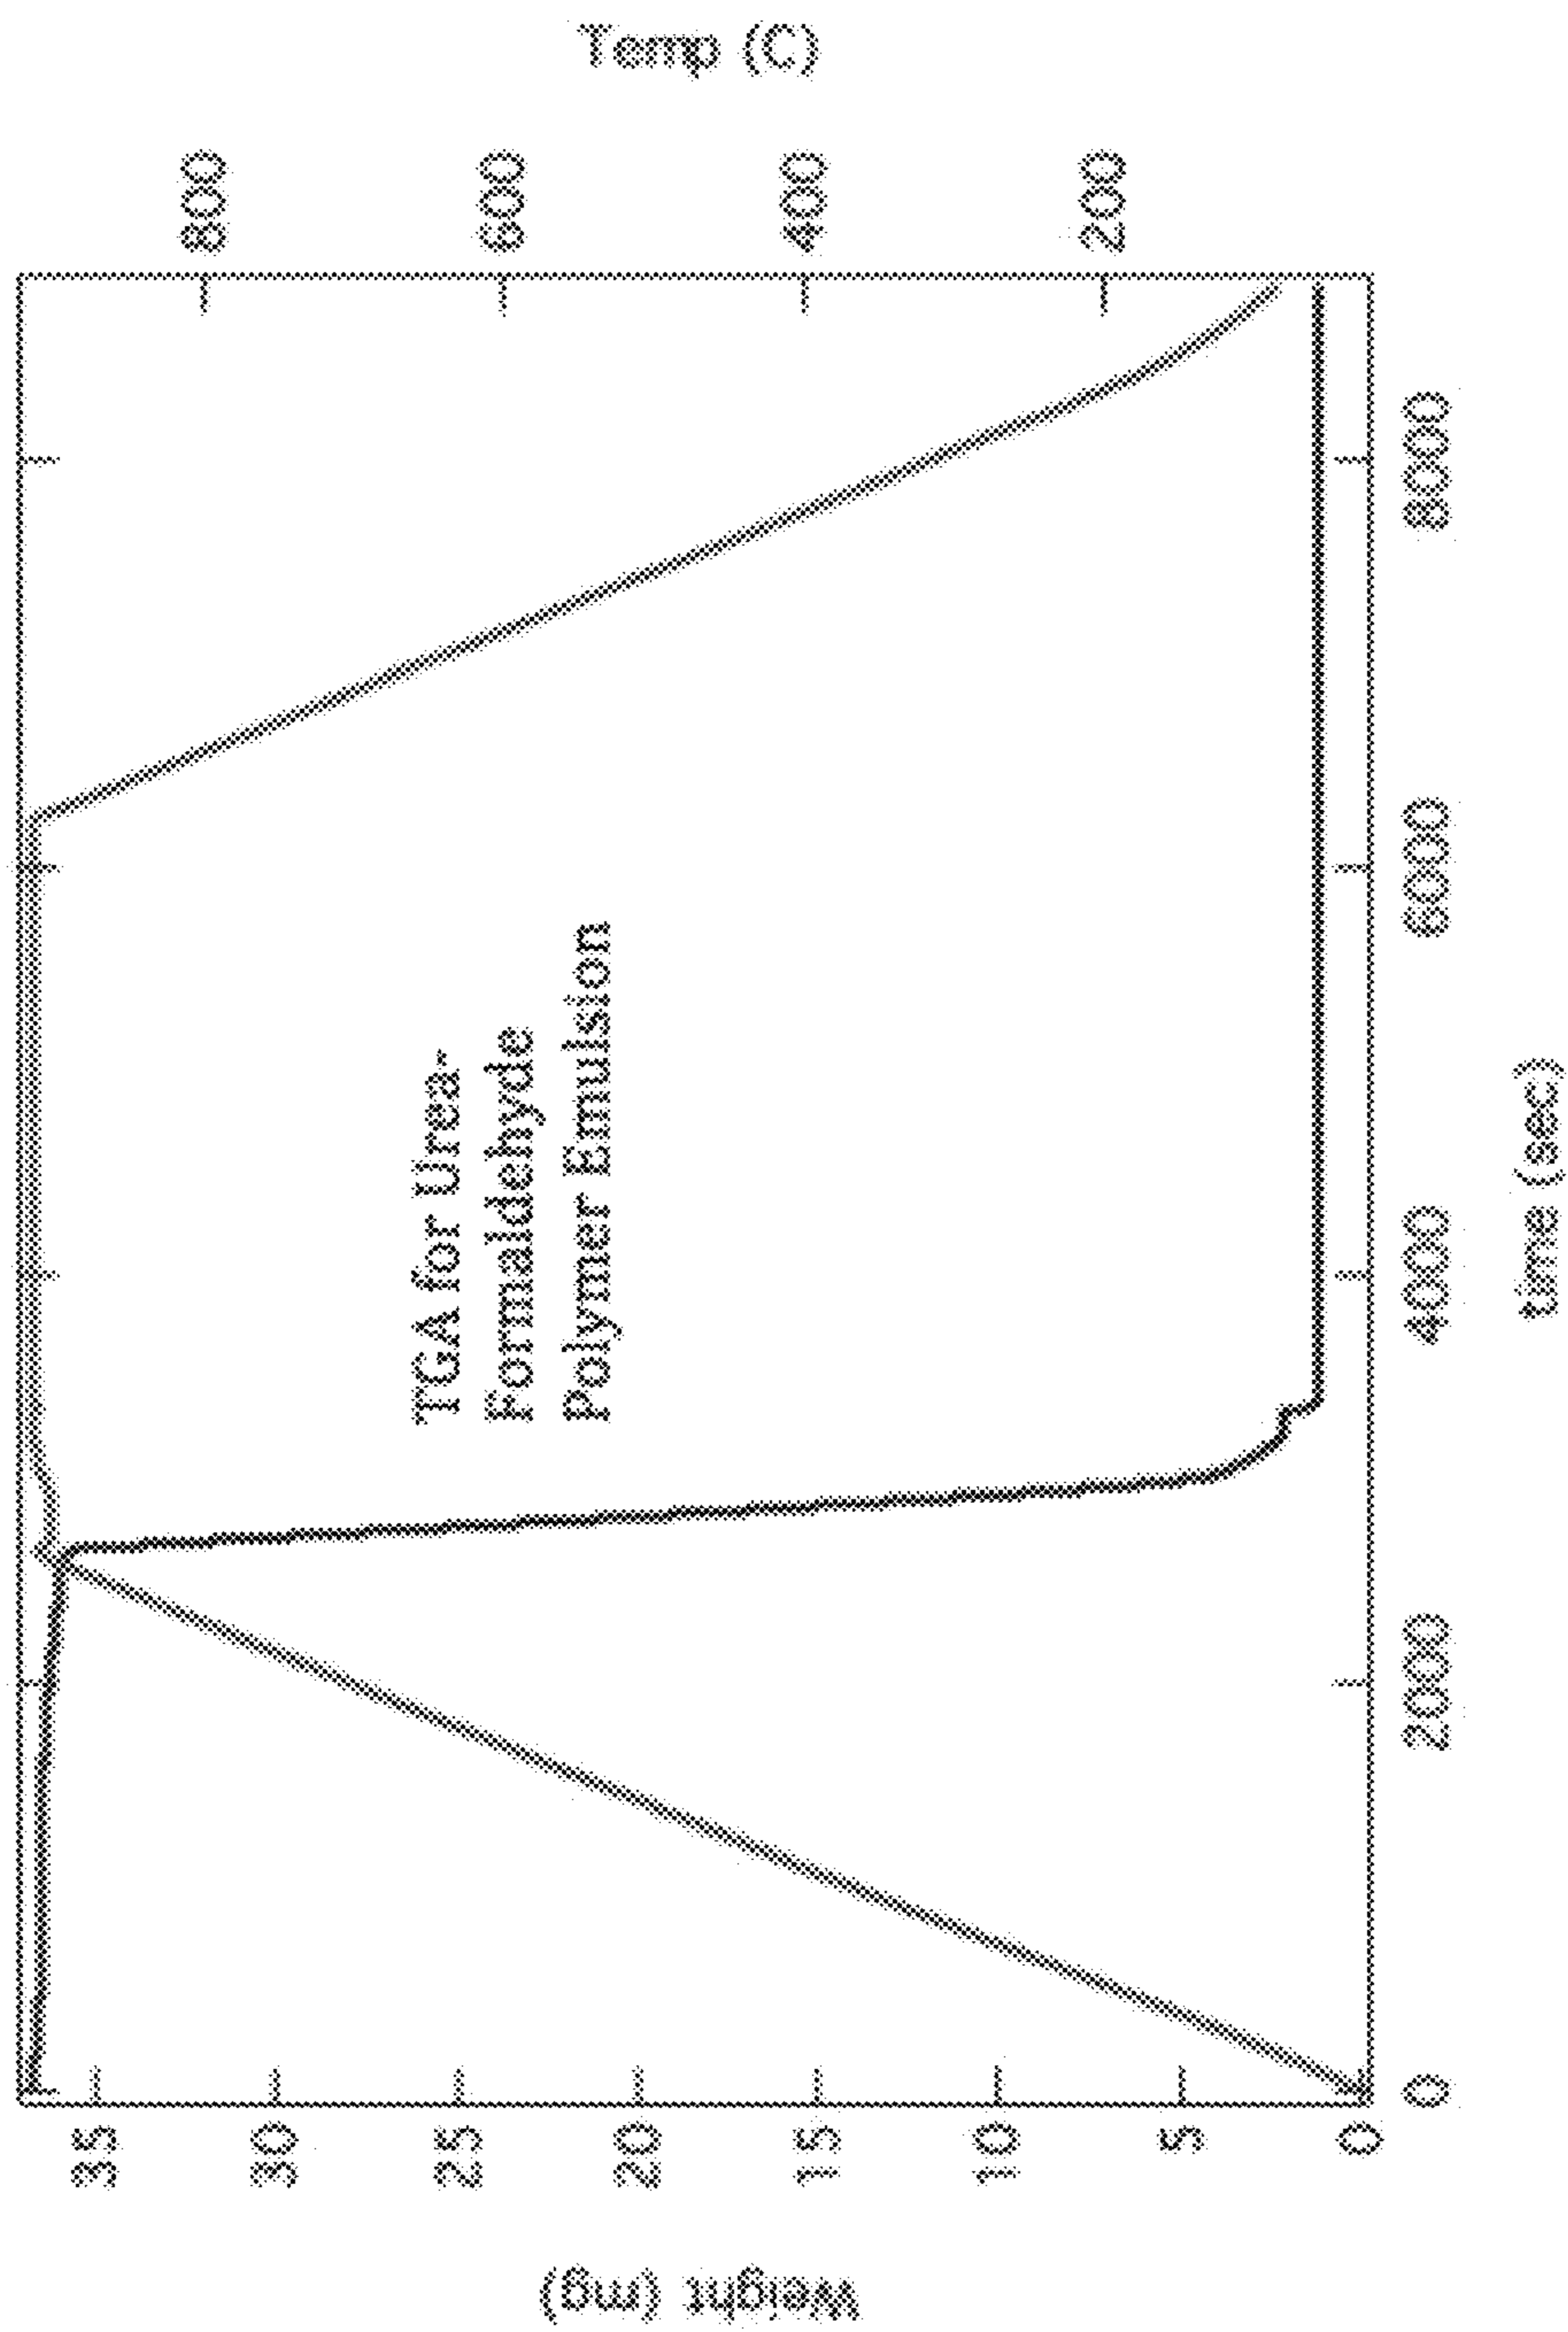 Temp (C)
800
600
400
200
TGA for Urea-
Formaldehyde
Polymer Emulsion
35
30
25
20
15
10
5
0
0
2000
4000
6000
8000
time (sec)
Weight (mg)